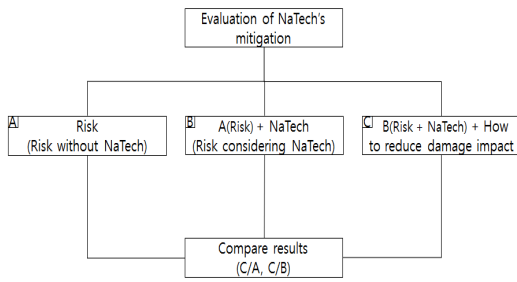 Evaluation of NaTech's
mitigation
A
Risk
(Risk without NaTech)
B
A(Risk) + NaTech
(Risk considering NaTech)
C
B(Risk + NaTech) + How
to reduce damage impact
Compare results
(C/A, C/B)